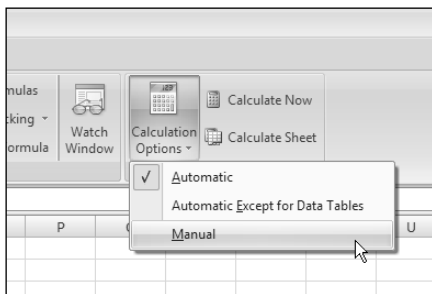 mulas
cking
ormula
Watch
Window
Calculation
Options
Calculate Now
Calculate Sheet
Automatic
Automatic Except for Data Tables
Manual
P
U